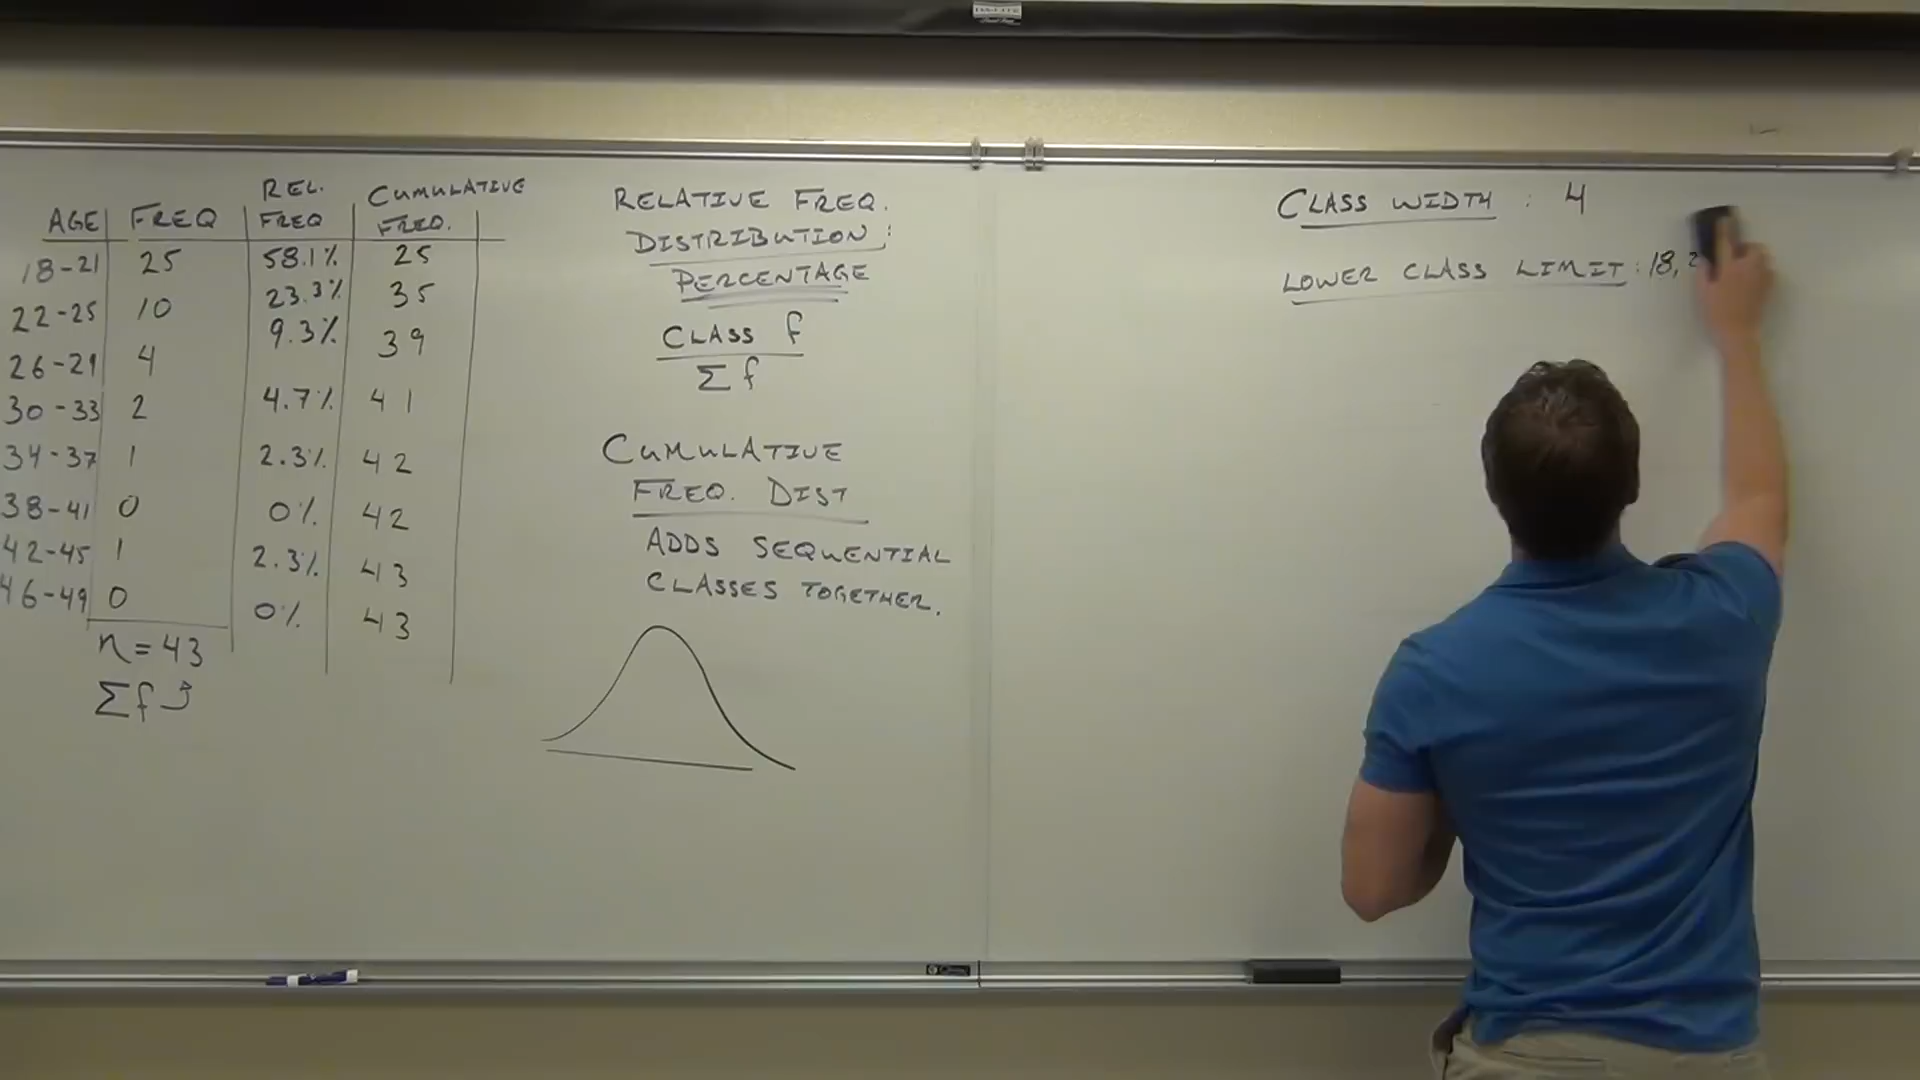 AGE FREQ REL. FREQ CUMULATIVE FREQ.
18-21 25 58.1% 25
22-25 10 23.3% 35
26-29 4 9.3% 39
30-33 2 4.7% 41
34-37 1 2.3% 42
38-41 0 0% 42
42-45 1 2.3% 43
46-49 0 0% 43
n = 43
Σf
RELATIVE FREQ.
DISTRIBUTION:
PERCENTAGE
CLASS f
Σ f
CUMULATIVE
FREQ. DIST
ADDS SEQUENTIAL
CLASSES TOGETHER.
CLASS WIDTH : 4
LOWER CLASS LIMIT : 18, 2